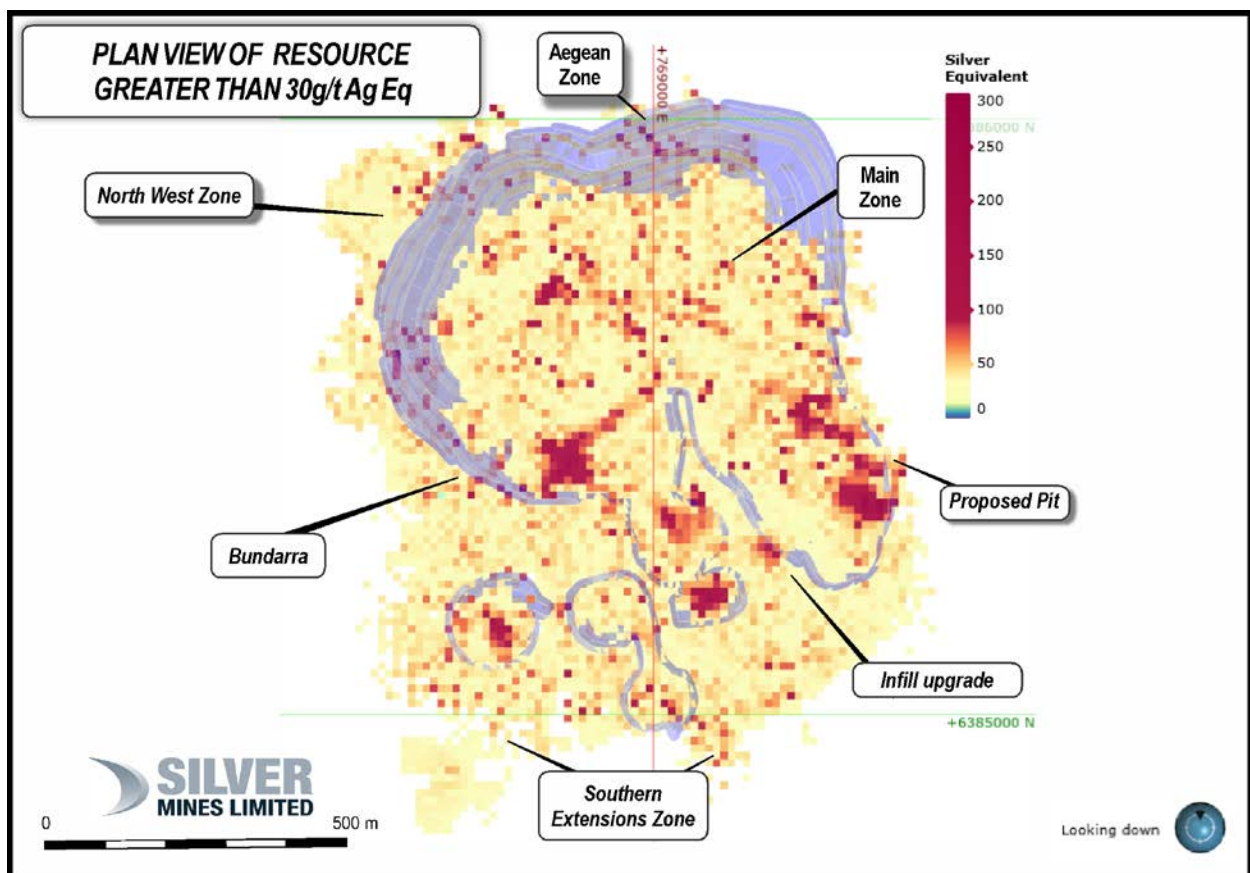 PLAN VIEW OF RESOURCE
GREATER THAN 30g/t Ag Eq
Aegean
Zone
+769000 E
Silver
Equivalent
300
250
200
150
100
50
0
6386000 N
North West Zone
Main
Zone
Proposed Pit
Bundarra
Infill upgrade
+6385000 N
Southern
Extensions Zone
SILVER
MINES LIMITED
0
500 m
Looking down